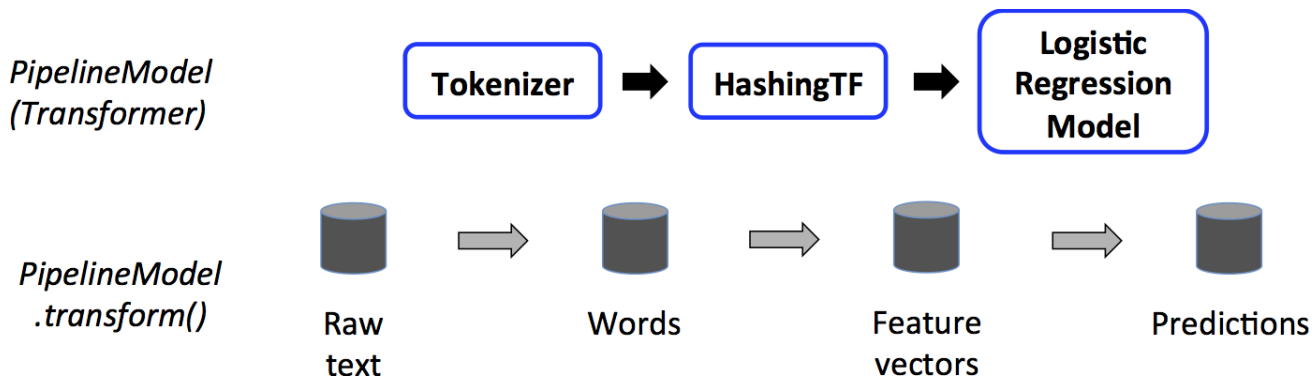 PipelineModel
(Transformer)
Tokenizer
HashingTF
Logistic
Regression
Model
PipelineModel
.transform()
Raw
text
Words
Feature
vectors
Predictions